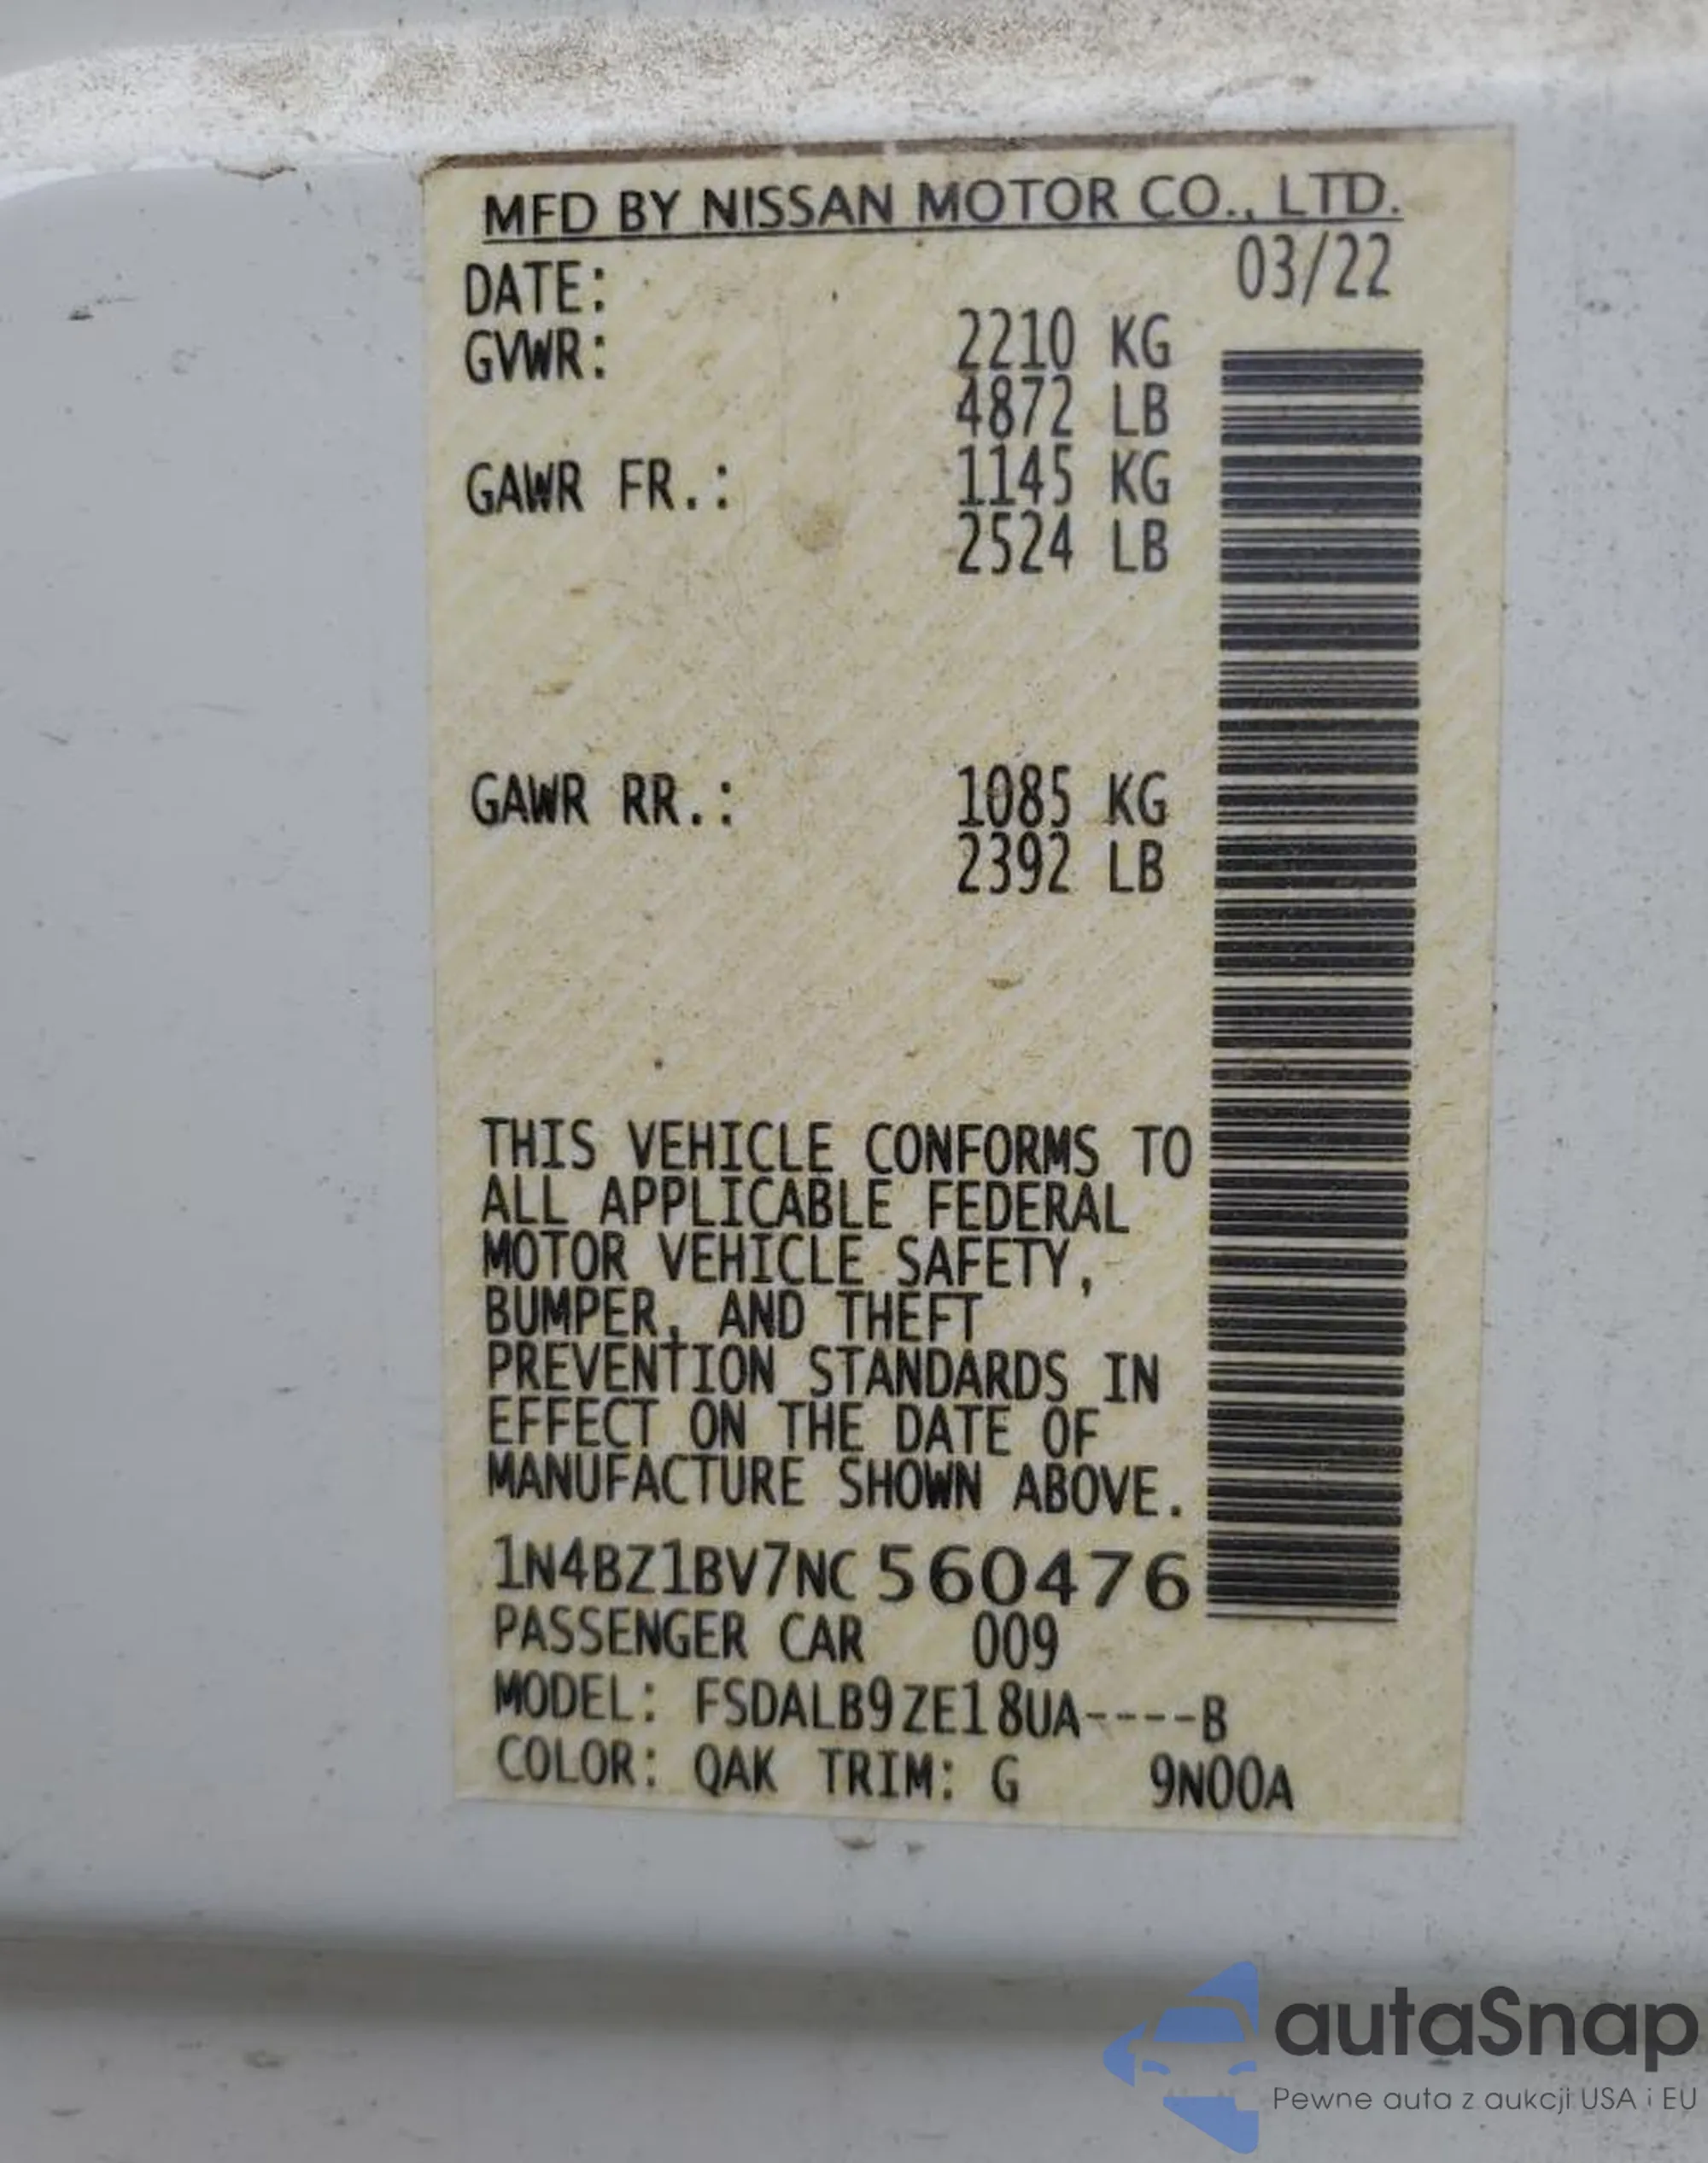 MFD BY NISSAN MOTOR CO., LTD.
DATE: 03/22
GVWR: 2210 KG
4872 LB
GAWR FR.: 1145 KG
2524 LB
GAWR RR.: 1085 KG
2392 LB
THIS VEHICLE CONFORMS TO
ALL APPLICABLE FEDERAL
MOTOR VEHICLE SAFETY,
BUMPER, AND THEFT
PREVENTION STANDARDS IN
EFFECT ON THE DATE OF
MANUFACTURE SHOWN ABOVE.
1N4BZ1BV7NC560476
PASSENGER CAR 009
MODEL: FSDALB9ZE18UA----B
COLOR: QAK TRIM: G 9N00A
autaSnap
Pewne auta z aukcji USA i EU